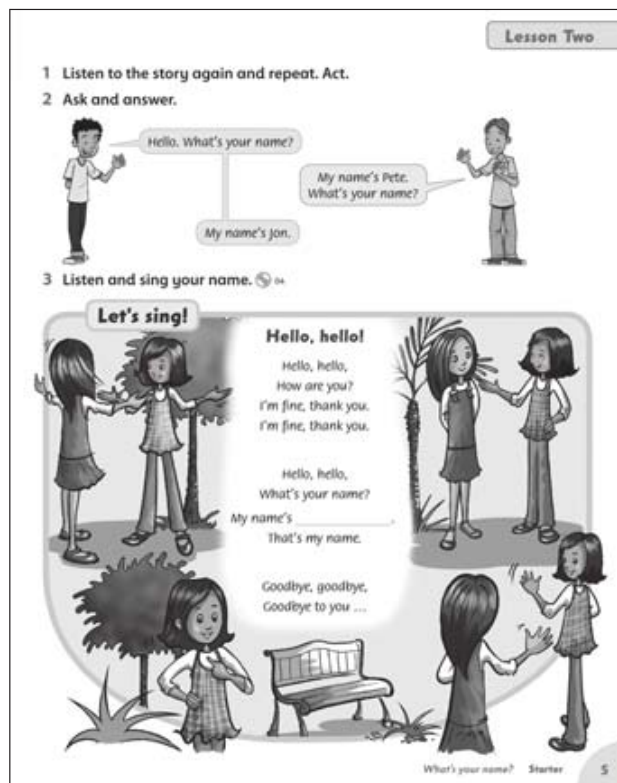 Lesson Two
1 Listen to the story again and repeat. Act.
2 Ask and answer.
Hello. What's your name?
My name's Pete.
What's your name?
My name's Jon.
3 Listen and sing your name. 04
Let's sing!
Hello, hello!
Hello, hello,
How are you?
I'm fine, thank you.
I'm fine, thank you.
Hello, hello,
What's your name?
My name's ______________.
That's my name.
Goodbye, goodbye,
Goodbye to you ...
What's your name? Starter 5